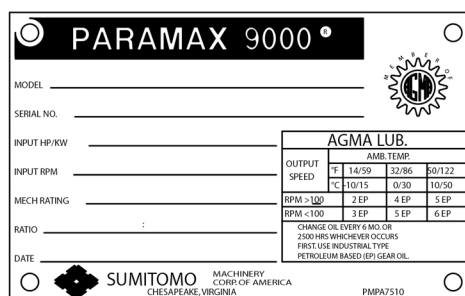 PARAMAX 9000 ®
MEMBER OF
AGMA
MODEL
SERIAL NO.
INPUT HP/KW
INPUT RPM
MECH RATING
RATIO :
DATE
AGMA LUB.
OUTPUT SPEED AMB. TEMP.
°F 14/59 32/86 50/122
°C -10/15 0/30 10/50
RPM >100 2 EP 4 EP 5 EP
RPM <100 3 EP 5 EP 6 EP
CHANGE OIL EVERY 6 MO. OR
2500 HRS WHICHEVER OCCURS
FIRST. USE INDUSTRIAL TYPE
PETROLEUM BASED (EP) GEAR OIL.
SUMITOMO MACHINERY
CORP. OF AMERICA
CHESAPEAKE, VIRGINIA PMPA7510